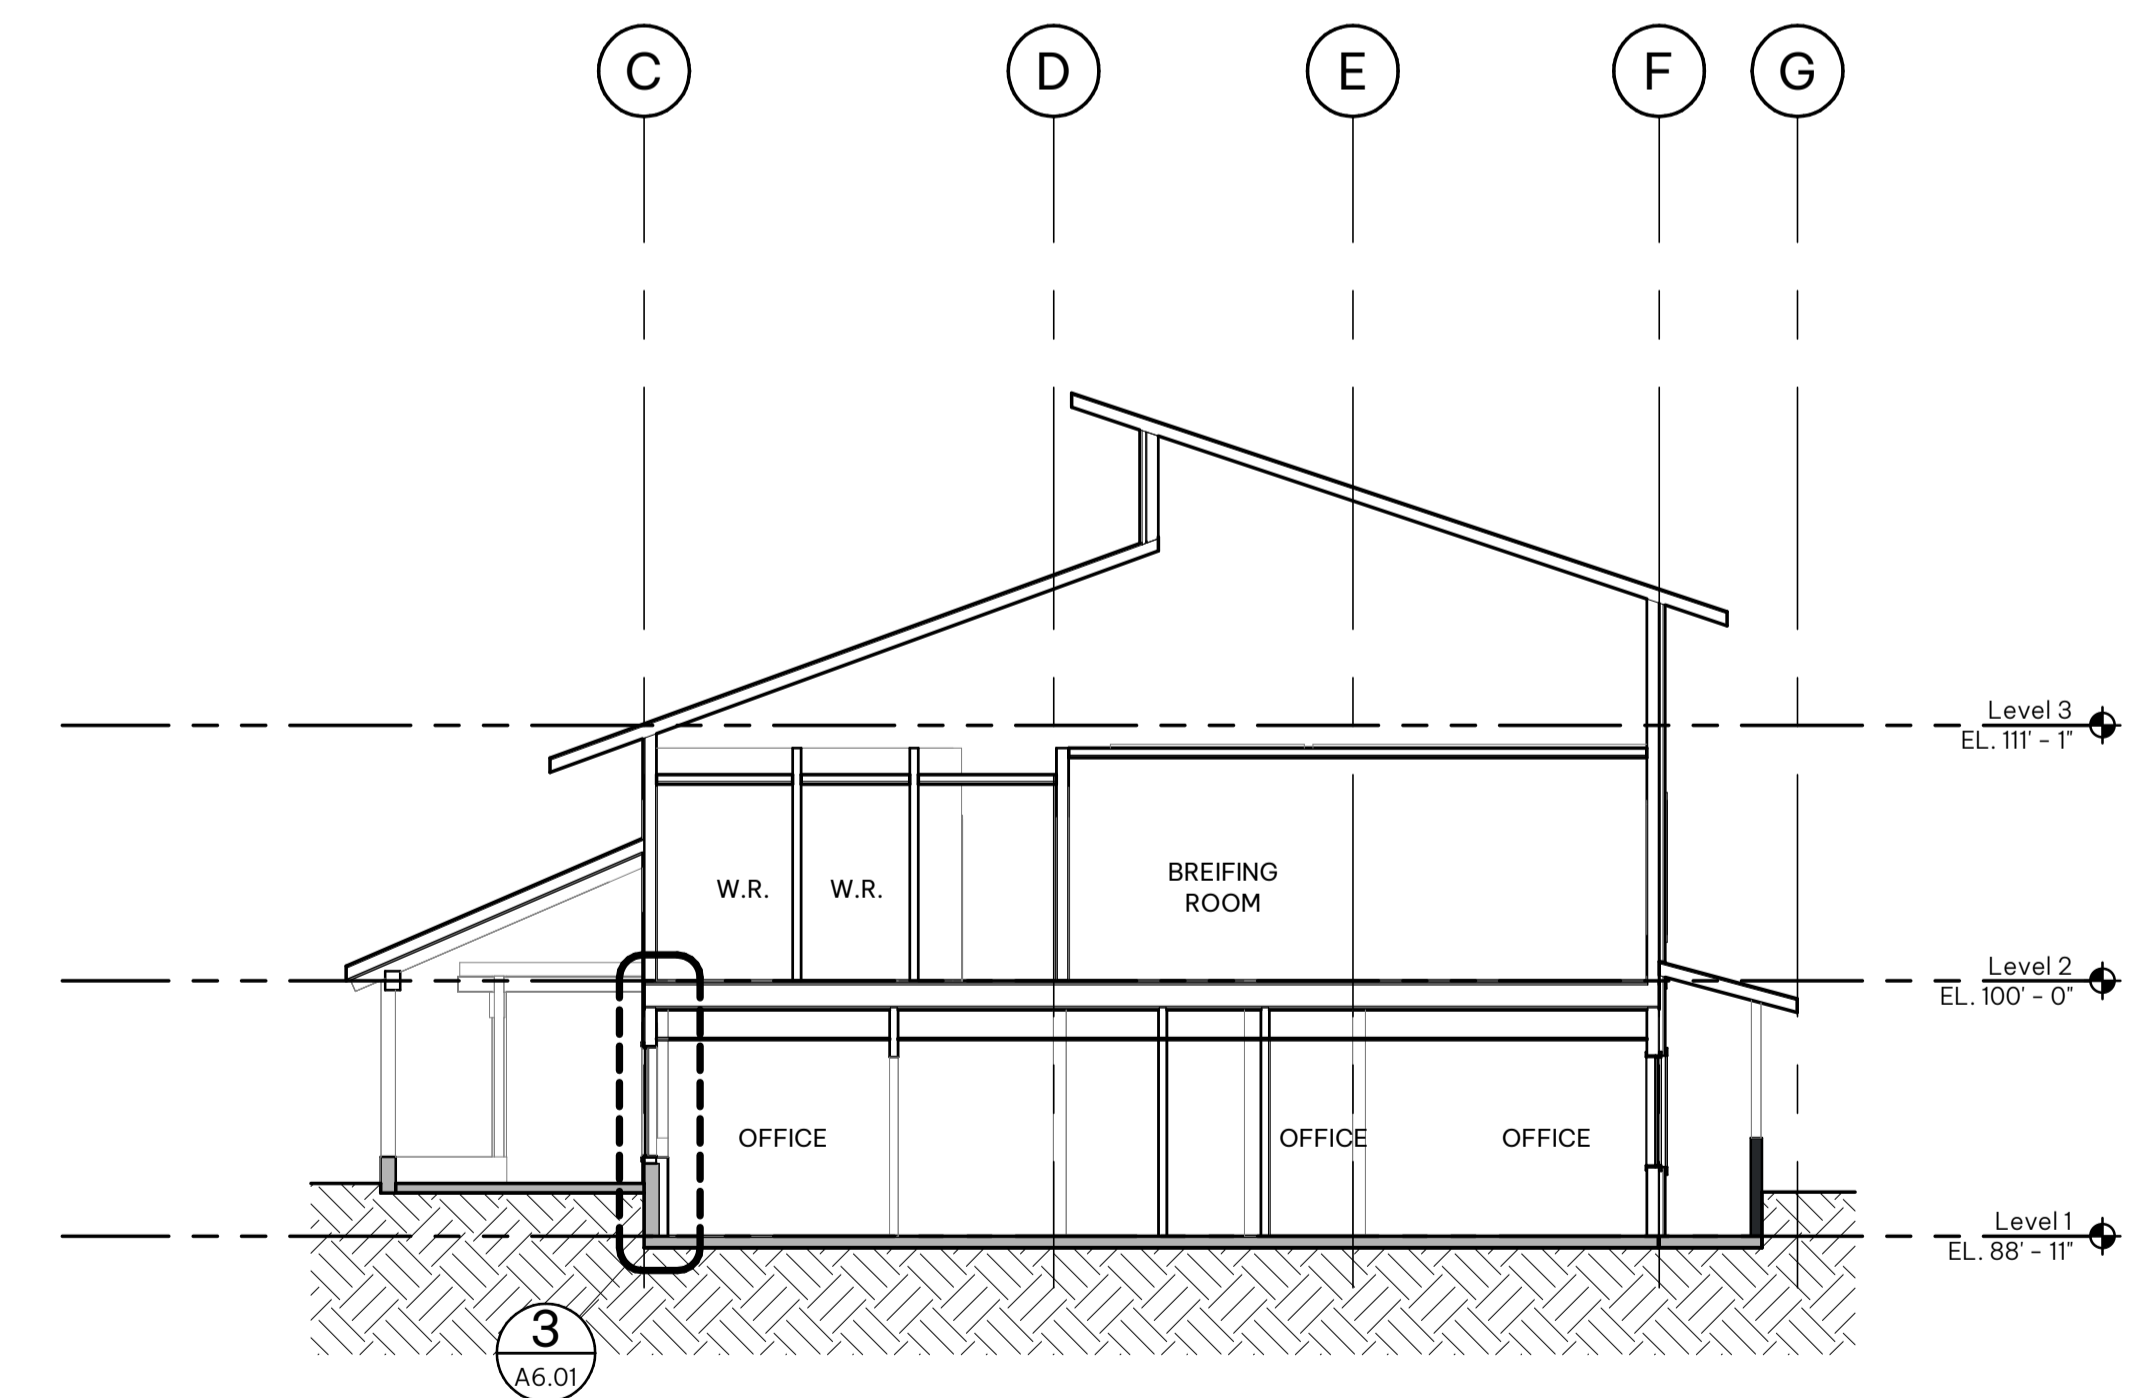 C
D
E
F
G
Level 3
EL. 111' - 1"
W.R.
W.R.
BREIFING
ROOM
Level 2
EL. 100' - 0"
OFFICE
OFFICE
OFFICE
Level 1
EL. 88' - 11"
3
A6.01